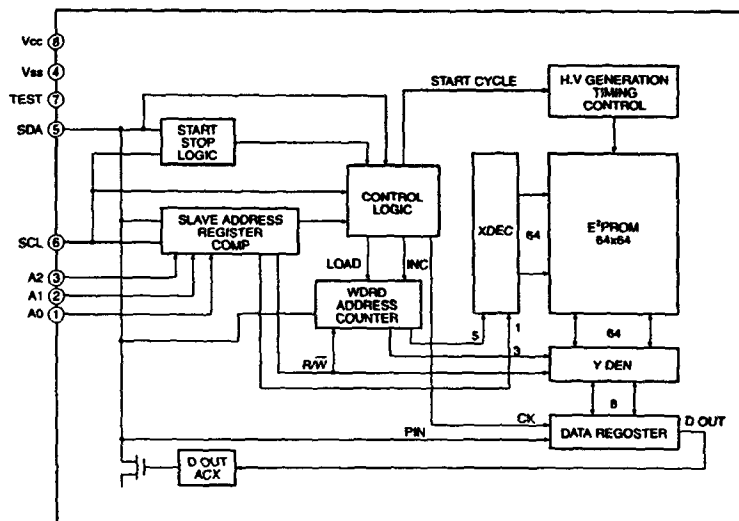 Vcc 8
Vss 4
TEST 7
SDA 5
SCL 6
A2 3
A1 2
A0 1
START
STOP
LOGIC
START CYCLE
H.V GENERATION
TIMING
CONTROL
CONTROL
LOGIC
SLAVE ADDRESS
REGISTER
COMP
XDEC
64
E²PROM
64x64
LOAD
INC
WDRD
ADDRESS
COUNTER
5
1
3
64
R/W̅
Y DEN
8
CK
PIN
DATA REGOSTER
D OUT
D OUT
ACX